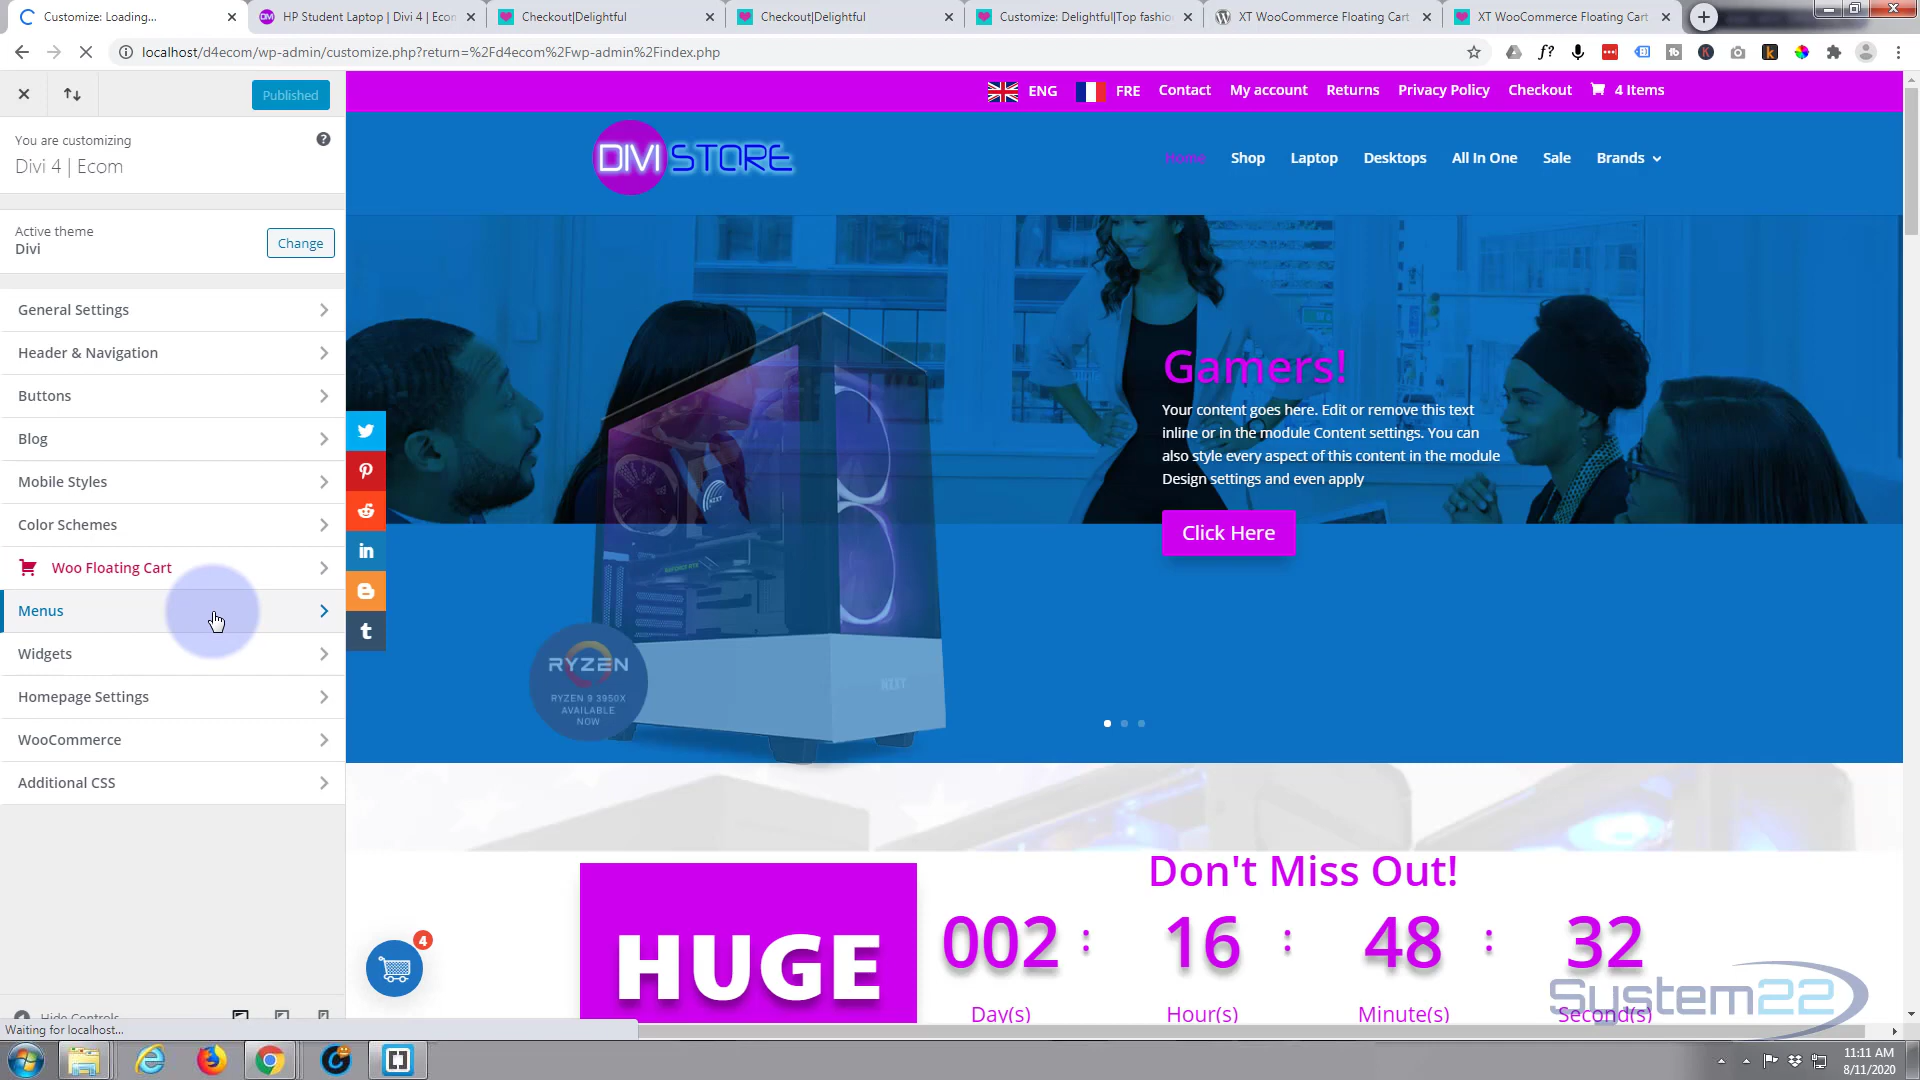 Customize: Loading...
HP Student Laptop | Divi 4 | Ecom
Checkout|Delightful
Checkout|Delightful
Customize: Delightful|Top fashio
XT WooCommerce Floating Cart
XT WooCommerce Floating Cart
localhost/d4ecom/wp-admin/customize.php?return=%2Fd4ecom%2Fwp-admin%2Findex.php
Published
You are customizing
Divi 4 | Ecom
Active theme
Divi
Change
General Settings
Header & Navigation
Buttons
Blog
Mobile Styles
Color Schemes
Woo Floating Cart
Menus
Widgets
Homepage Settings
WooCommerce
Additional CSS
Hide Controls
Waiting for localhost...
ENG FRE Contact My account Returns Privacy Policy Checkout 4 Items
DIVI STORE
Home Shop Laptop Desktops All In One Sale Brands
Gamers!
Your content goes here. Edit or remove this text
inline or in the module Content settings. You can
also style every aspect of this content in the module
Design settings and even apply
Click Here
NZXT
RYZEN
RYZEN 9 3950X
AVAILABLE
NOW
Don't Miss Out!
HUGE
002 : 16 : 48 : 32
Day(s) Hour(s) Minute(s) Second(s)
4
System22
11:11 AM
8/11/2020